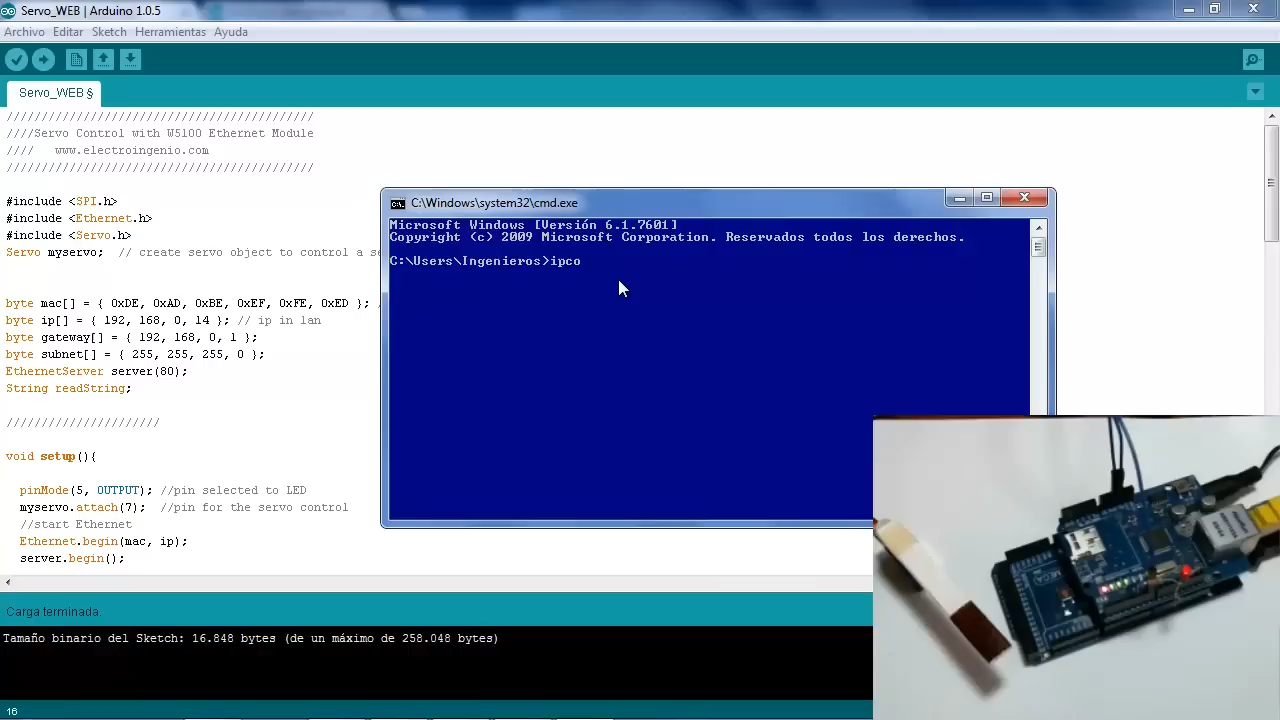 Servo_WEB | Arduino 1.0.5
Archivo Editar Sketch Herramientas Ayuda
Servo_WEB §
////////////////////////////////////////////
////Servo Control with W5100 Ethernet Module
////   www.electroingenio.com
////////////////////////////////////////////
#include <SPI.h>
#include <Ethernet.h>
#include <Servo.h>
Servo myservo;  // create servo object to control a se
byte mac[] = { 0xDE, 0xAD, 0xBE, 0xEF, 0xFE, 0xED }; /
byte ip[] = { 192, 168, 0, 14 }; // ip in lan
byte gateway[] = { 192, 168, 0, 1 };
byte subnet[] = { 255, 255, 255, 0 };
EthernetServer server(80);
String readString;
//////////////////////
void setup(){
pinMode(5, OUTPUT); //pin selected to LED
myservo.attach(7);  //pin for the servo control
//start Ethernet
Ethernet.begin(mac, ip);
server.begin();
C:\Windows\system32\cmd.exe
Microsoft Windows [Versión 6.1.7601]
Copyright (c) 2009 Microsoft Corporation. Reservados todos los derechos.
C:\Users\Ingenieros>ipco
Carga terminada.
Tamaño binario del Sketch: 16.848 bytes (de un máximo de 258.048 bytes)
16
MEGA